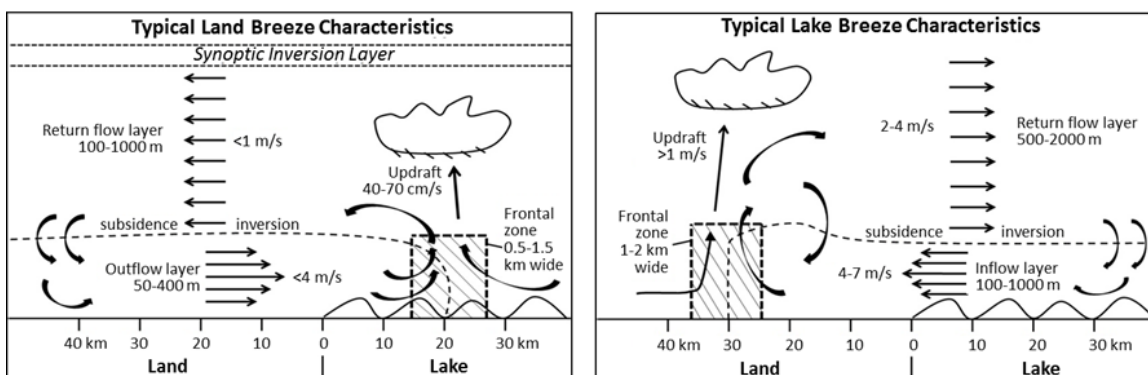 Typical Land Breeze Characteristics
Synoptic Inversion Layer
Return flow layer
100-1000 m
<1 m/s
Updraft
40-70 cm/s
subsidence
inversion
Frontal
zone
0.5-1.5
km wide
Outflow layer
50-400 m
<4 m/s
40 km 30 20 10 0 10 20 30 km
Land Lake
Typical Lake Breeze Characteristics
Updraft
>1 m/s
2-4 m/s
Return flow layer
500-2000 m
Frontal
zone
1-2 km
wide
subsidence
inversion
4-7 m/s
Inflow layer
100-1000 m
40 km 30 20 10 0 10 20 30 km
Land Lake